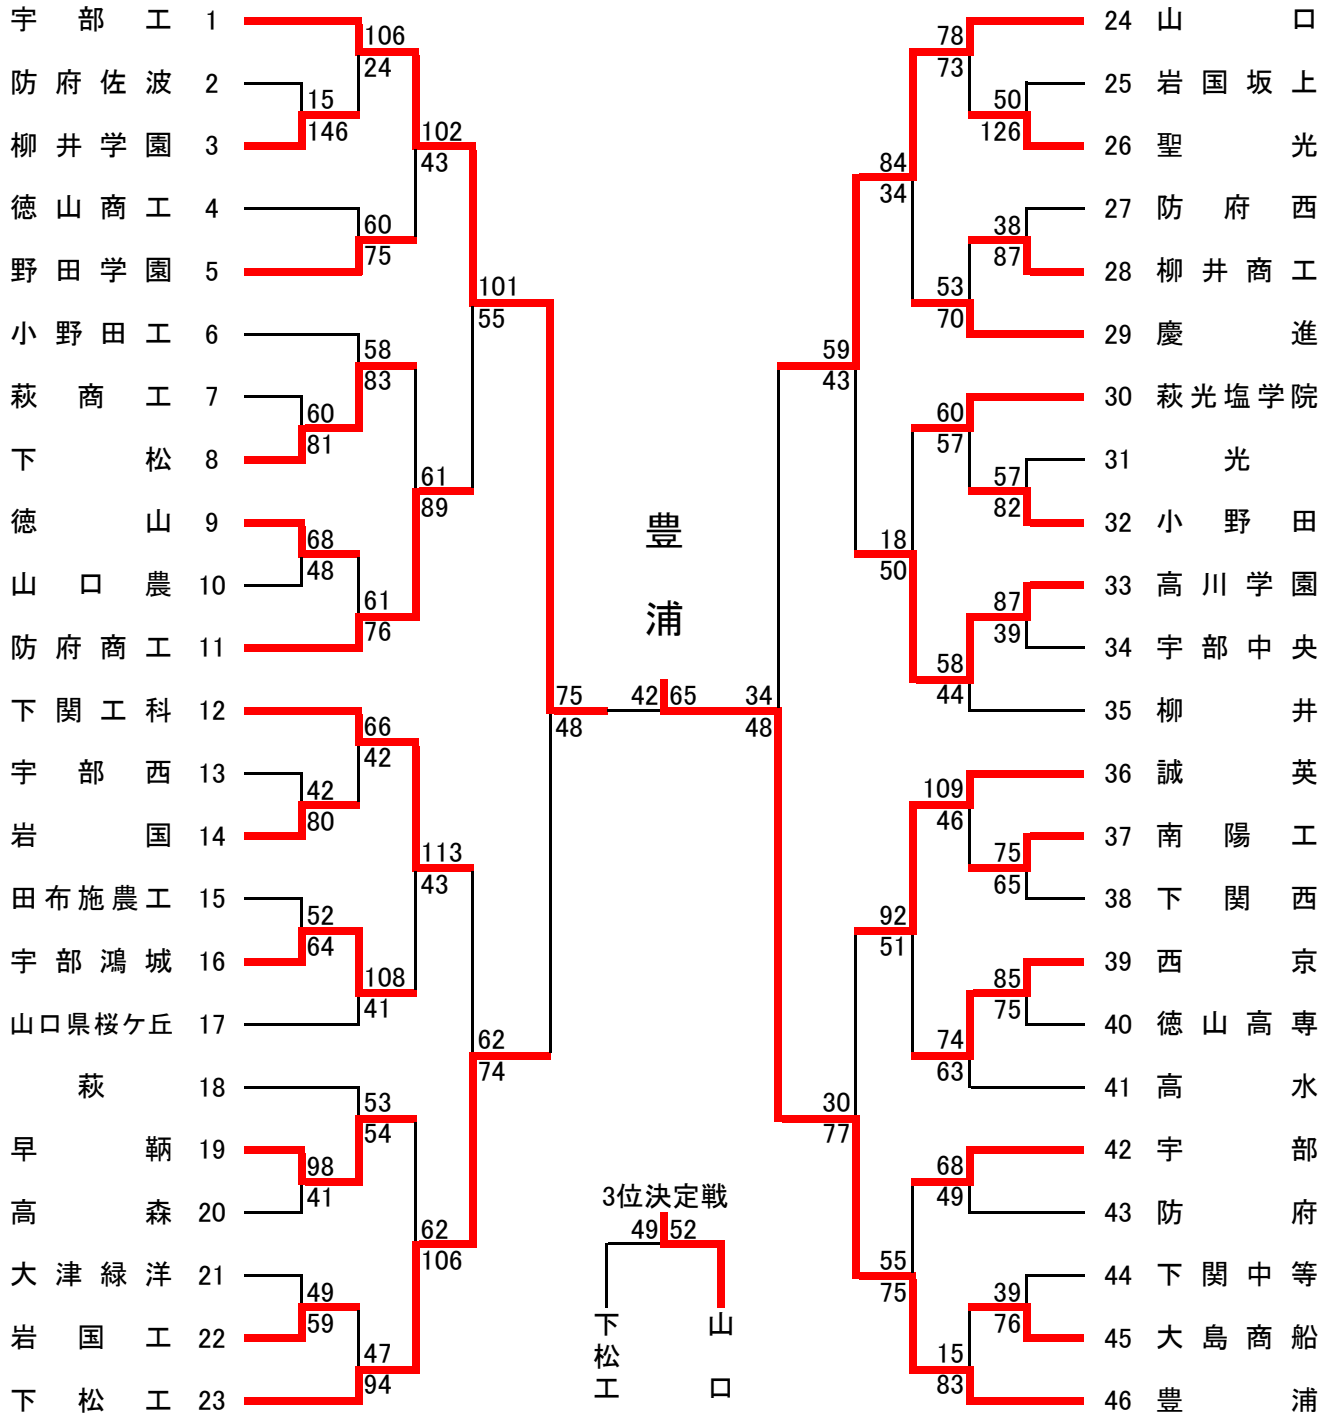 宇部工 1
防府佐波 2
柳井学園 3
徳山商工 4
野田学園 5
小野田工 6
萩商工 7
下松 8
徳山 9
山口農 10
防府商工 11
下関工科 12
宇部西 13
岩国 14
田布施農工 15
宇部鴻城 16
山口県桜ケ丘 17
萩 18
早鞆 19
高森 20
大津緑洋 21
岩国工 22
下松工 23
106
24
15
146
102
43
60
75
101
55
58
83
60
81
61
89
68
48
61
76
75
48
66
42
42
80
113
43
52
64
108
41
62
74
53
54
98
41
62
106
49
59
47
94
豊浦
42 65
3位決定戦
49 52
下松工
山口
34
48
78
73
50
126
84
34
38
87
53
70
59
43
60
57
57
82
18
50
87
39
58
44
109
46
75
65
92
51
85
75
74
63
30
77
68
49
55
75
39
76
15
83
24 山口
25 岩国坂上
26 聖光
27 防府西
28 柳井商工
29 慶進
30 萩光塩学院
31 光
32 小野田
33 高川学園
34 宇部中央
35 柳井
36 誠英
37 南陽工
38 下関西
39 西京
40 徳山高専
41 高水
42 宇部
43 防府
44 下関中等
45 大島商船
46 豊浦